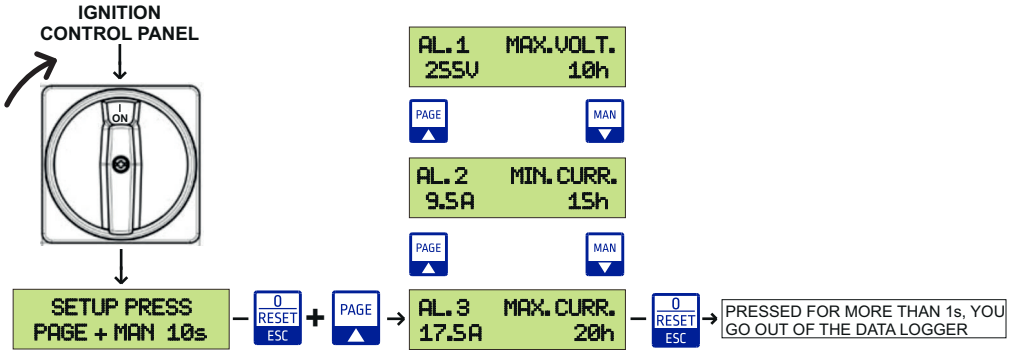 IGNITION
CONTROL PANEL
I
ON
AL.1 MAX.VOLT.
255V 10h
PAGE
MAN
AL.2 MIN.CURR.
9.5A 15h
PAGE
MAN
SETUP PRESS
PAGE + MAN 10s
–
0
RESET
ESC
+
PAGE
AL.3 MAX.CURR.
17.5A 20h
–
0
RESET
ESC
PRESSED FOR MORE THAN 1s, YOU
GO OUT OF THE DATA LOGGER